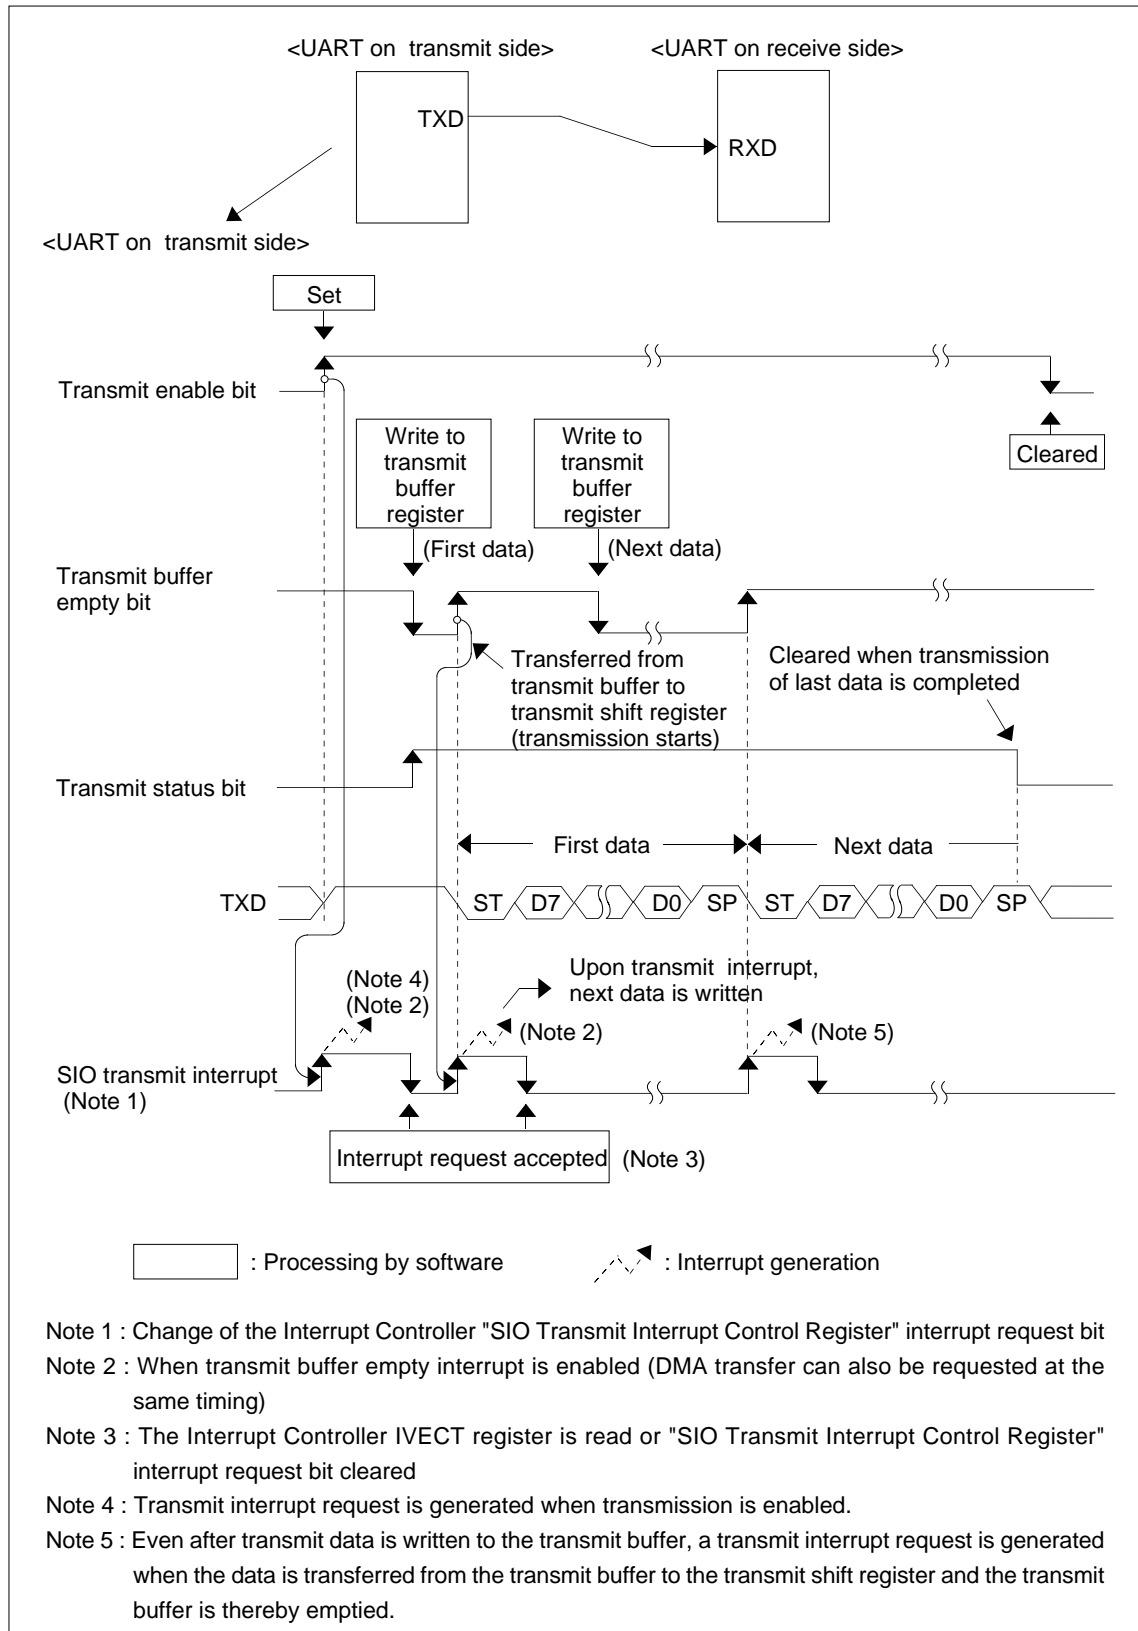 <UART on transmit side>
<UART on receive side>
TXD
RXD
<UART on transmit side>
Set
Transmit enable bit
Cleared
Write to
transmit
buffer
register
Write to
transmit
buffer
register
(First data)
(Next data)
Transmit buffer
empty bit
Transferred from
transmit buffer to
transmit shift register
(transmission starts)
Cleared when transmission
of last data is completed
Transmit status bit
First data
Next data
TXD
ST D7 D0 SP ST D7 D0 SP
(Note 4)
(Note 2)
Upon transmit interrupt,
next data is written
(Note 2)
(Note 5)
SIO transmit interrupt
(Note 1)
Interrupt request accepted
(Note 3)
: Processing by software
: Interrupt generation
Note 1 : Change of the Interrupt Controller "SIO Transmit Interrupt Control Register" interrupt request bit
Note 2 : When transmit buffer empty interrupt is enabled (DMA transfer can also be requested at the
same timing)
Note 3 : The Interrupt Controller IVECT register is read or "SIO Transmit Interrupt Control Register"
interrupt request bit cleared
Note 4 : Transmit interrupt request is generated when transmission is enabled.
Note 5 : Even after transmit data is written to the transmit buffer, a transmit interrupt request is generated
when the data is transferred from the transmit buffer to the transmit shift register and the transmit
buffer is thereby emptied.